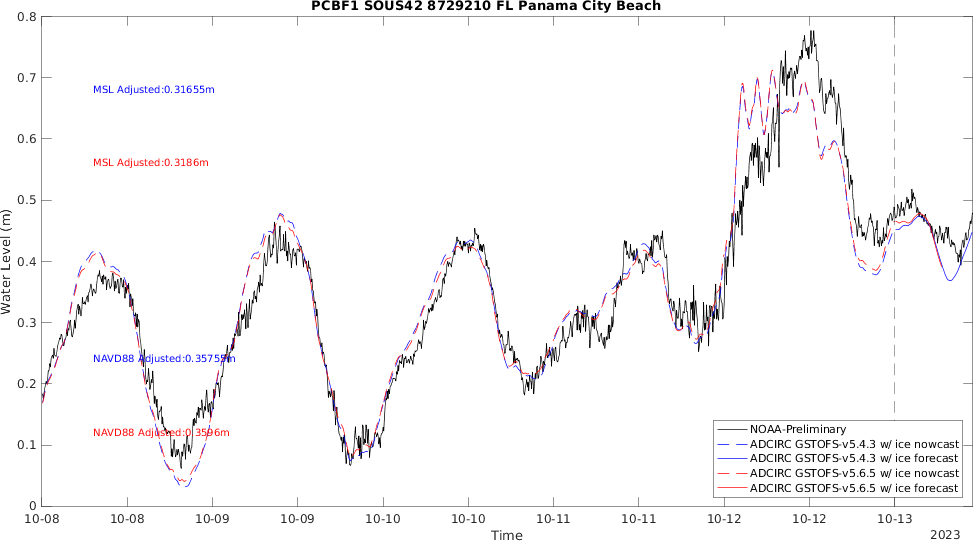 PCBF1 SOUS42 8729210 FL Panama City Beach
0.8
0.7
0.6
0.5
0.4
0.3
0.2
0.1
0
Water Level (m)
MSL Adjusted:0.31655m
MSL Adjusted:0.3186m
NAVD88 Adjusted:0.35755m
NAVD88 Adjusted:0.3596m
NOAA-Preliminary
ADCIRC GSTOFS-v5.4.3 w/ ice nowcast
ADCIRC GSTOFS-v5.4.3 w/ ice forecast
ADCIRC GSTOFS-v5.6.5 w/ ice nowcast
ADCIRC GSTOFS-v5.6.5 w/ ice forecast
10-08 10-08 10-09 10-09 10-10 10-10 10-11 10-11 10-12 10-12 10-13
Time
2023